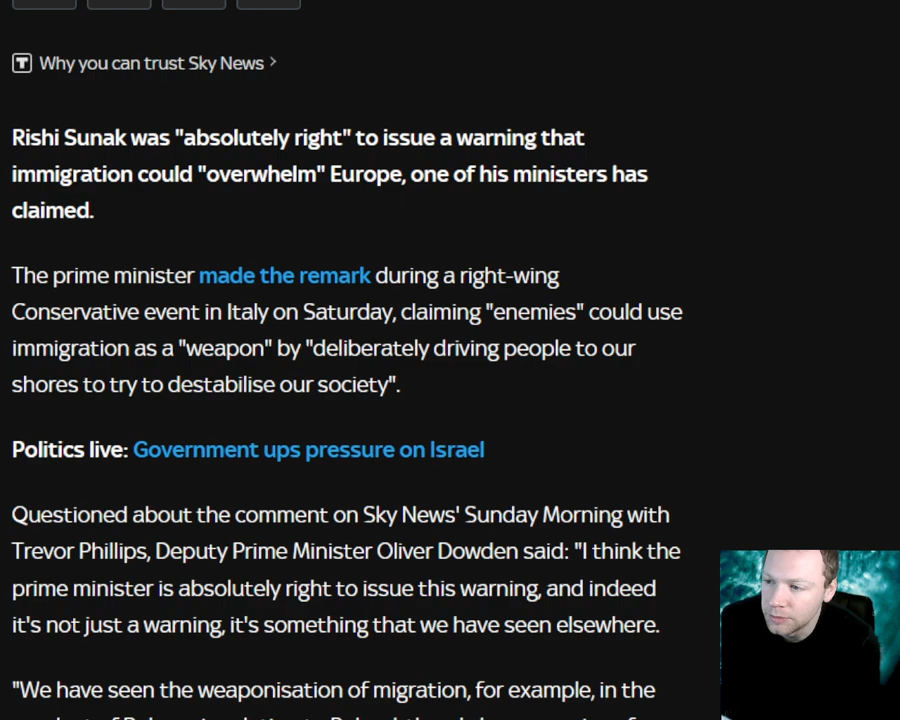 Why you can trust Sky News >
Rishi Sunak was "absolutely right" to issue a warning that
immigration could "overwhelm" Europe, one of his ministers has
claimed.
The prime minister made the remark during a right-wing
Conservative event in Italy on Saturday, claiming "enemies" could use
immigration as a "weapon" by "deliberately driving people to our
shores to try to destabilise our society".
Politics live: Government ups pressure on Israel
Questioned about the comment on Sky News' Sunday Morning with
Trevor Phillips, Deputy Prime Minister Oliver Dowden said: "I think the
prime minister is absolutely right to issue this warning, and indeed
it's not just a warning, it's something that we have seen elsewhere.
"We have seen the weaponisation of migration, for example, in the